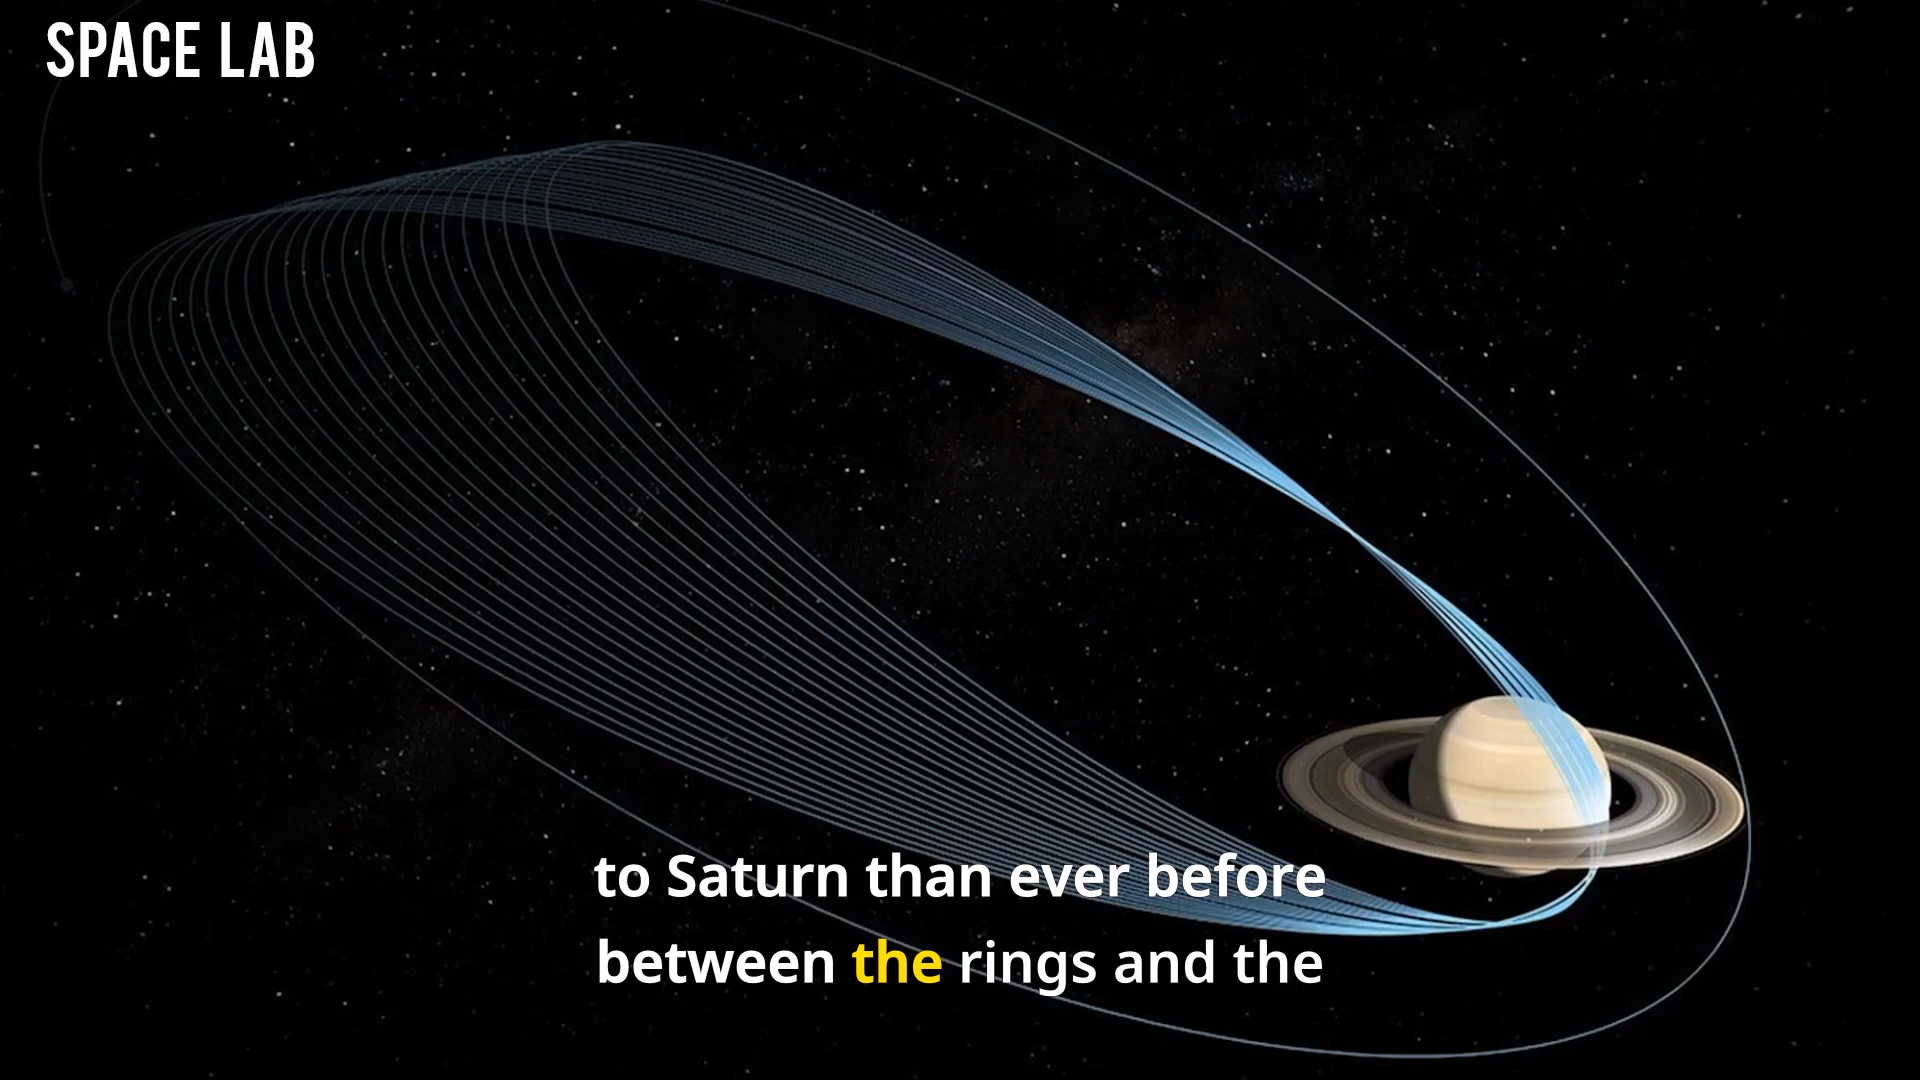 SPACE LAB
to Saturn than ever before
between the rings and the